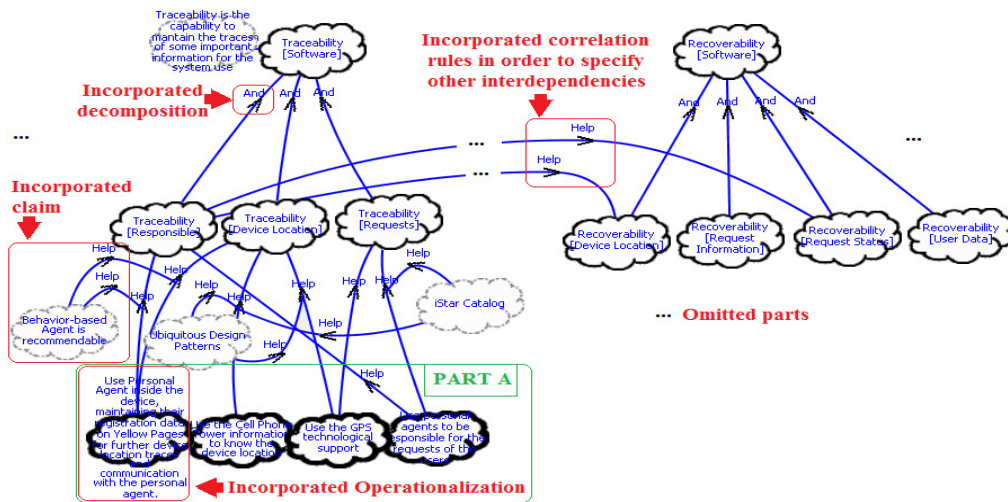 Traceability is the
capability to
mantain the traces
of some important
information for the
system use
Traceability
[Software]
Incorporated correlation
rules in order to specify
other interdependencies
Recoverability
[Software]
Incorporated
decomposition
And
And
And
And
And
And
And
...
...
Help
...
Help
...
Incorporated
claim
Traceability
[Responsible]
Traceability
[Device Location]
Traceability
[Requests]
Recoverability
[Device Location]
Recoverability
[Request
Information]
Recoverability
[Request Status]
Recoverability
[User Data]
Help
Help
Help
Help
Help
Help
Help
Help
Help
Help
Help
Help
Behavior-based
Agent is
recommendable
Ubiquitous Design
Patterns
iStar Catalog
... Omitted parts
Help
Help
Help
PART A
Use Personal
Agent inside the
device,
maintaining their
registration data
on Yellow Pages
for further device
location traces
communication
with the personal
agent.
Use the Cell Phone
Tower information
to know the
device location
Use the GPS
technological
support
personal
agents to be
responsible for the
requests of the
users
Incorporated Operationalization